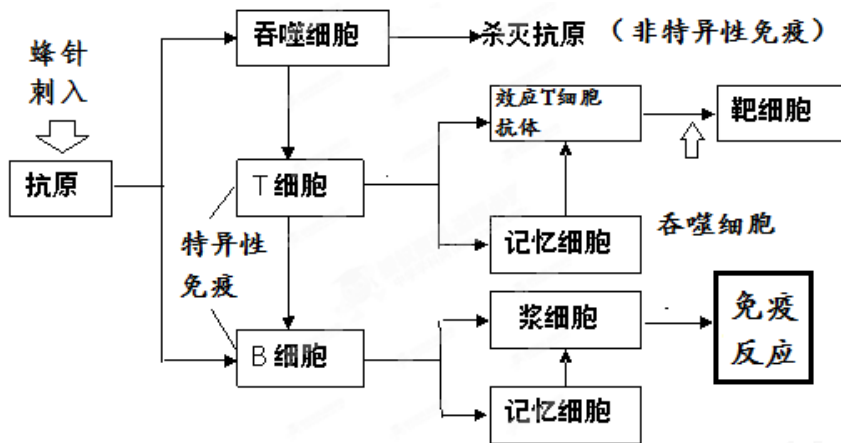 吞噬细胞
杀灭抗原
（非特异性免疫）
蜂针
刺入
效应T细胞
抗体
靶细胞
抗原
T细胞
特异性
免疫
记忆细胞
吞噬细胞
浆细胞
免疫
反应
B细胞
记忆细胞